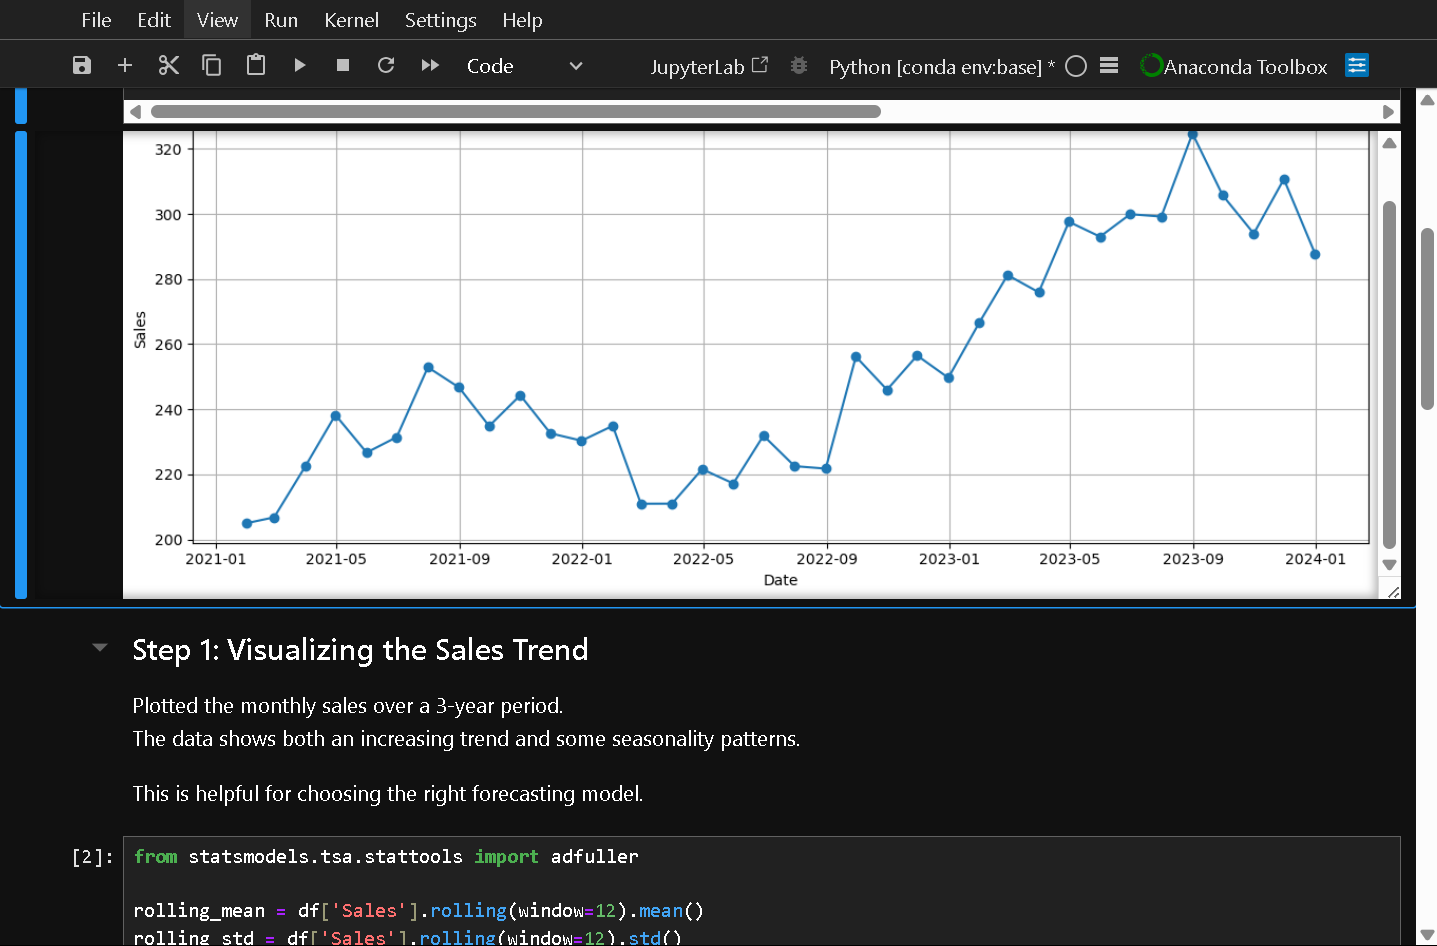 File Edit View Run Kernel Settings Help
Code JupyterLab Python [conda env:base] * Anaconda Toolbox
320
300
280
260
240
220
200
Sales
2021-01 2021-05 2021-09 2022-01 2022-05 2022-09 2023-01 2023-05 2023-09 2024-01
Date
Step 1: Visualizing the Sales Trend
Plotted the monthly sales over a 3-year period.
The data shows both an increasing trend and some seasonality patterns.
This is helpful for choosing the right forecasting model.
[2]: from statsmodels.tsa.stattools import adfuller
rolling_mean = df['Sales'].rolling(window=12).mean()
rolling_std = df['Sales'].rolling(window=12).std()